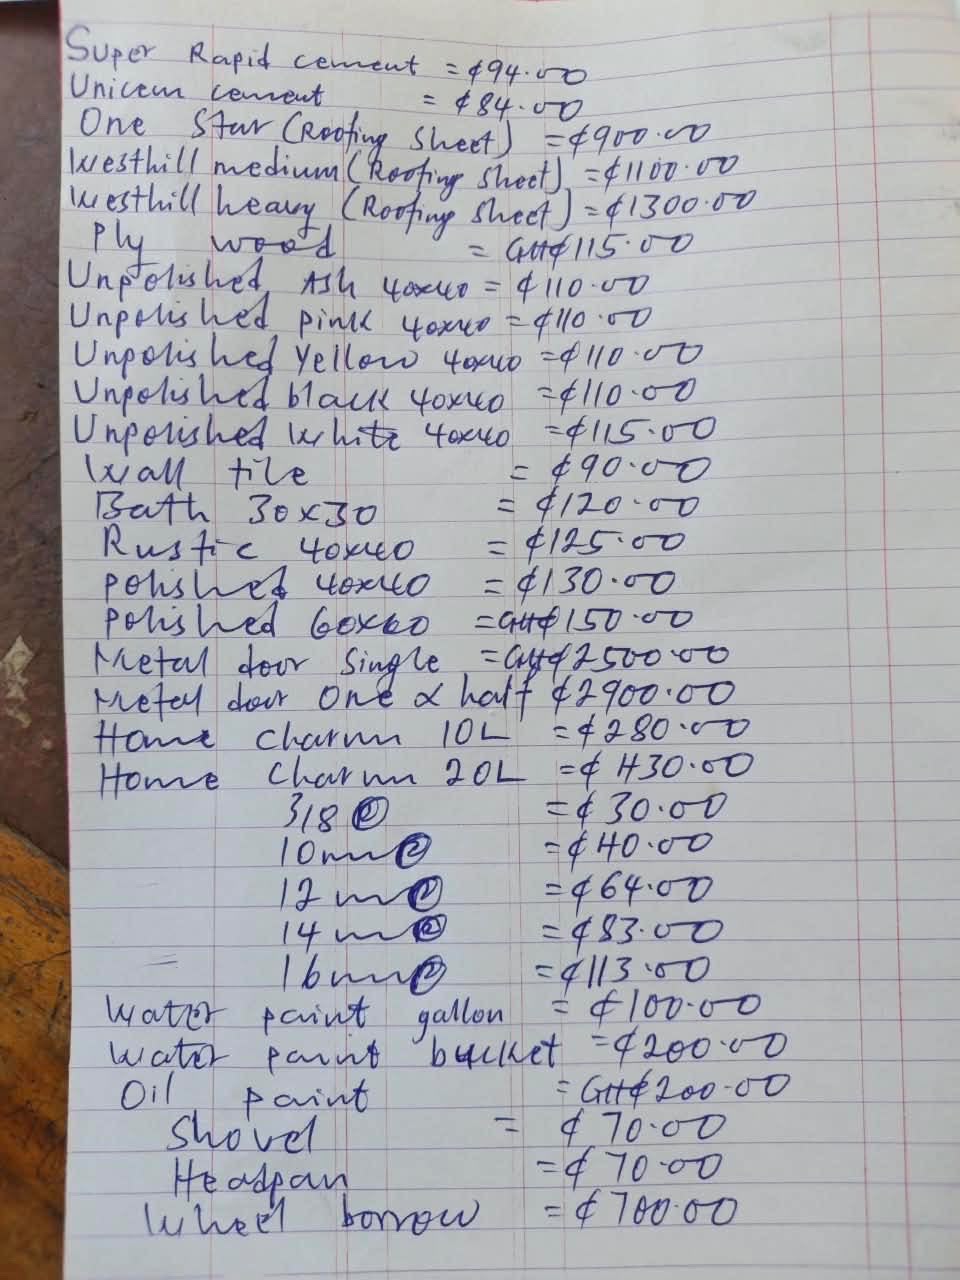 Super Rapid cement = ¢94.00
Unicem cement = ¢84.00
One Star (Roofing Sheet) = ¢900.00
Westhill medium (Roofing Sheet) = ¢1100.00
Westhill heavy (Roofing Sheet) = ¢1300.00
Ply wood = GH¢115.00
Unpolished Ash 40x40 = ¢110.00
Unpolished pink 40x40 = ¢110.00
Unpolished Yellow 40x40 = ¢110.00
Unpolished black 40x40 = ¢110.00
Unpolished White 40x40 = ¢115.00
Wall tile = ¢90.00
Bath 30x30 = ¢120.00
Rustic 40x40 = ¢125.00
polished 40x40 = ¢130.00
polished 60x60 = GH¢150.00
Metal door Single = GH¢2500.00
Metal door One & half ¢2900.00
Home Charm 10L = ¢280.00
Home Charm 20L = ¢430.00
3/8 @ = ¢30.00
10mm @ = ¢40.00
12mm @ = ¢64.00
14mm @ = ¢83.00
16mm @ = ¢113.00
Water paint gallon = ¢100.00
Water paint bucket = ¢200.00
Oil paint = GH¢200.00
Shovel = ¢70.00
Headpan = ¢70.00
Wheel borrow = ¢700.00